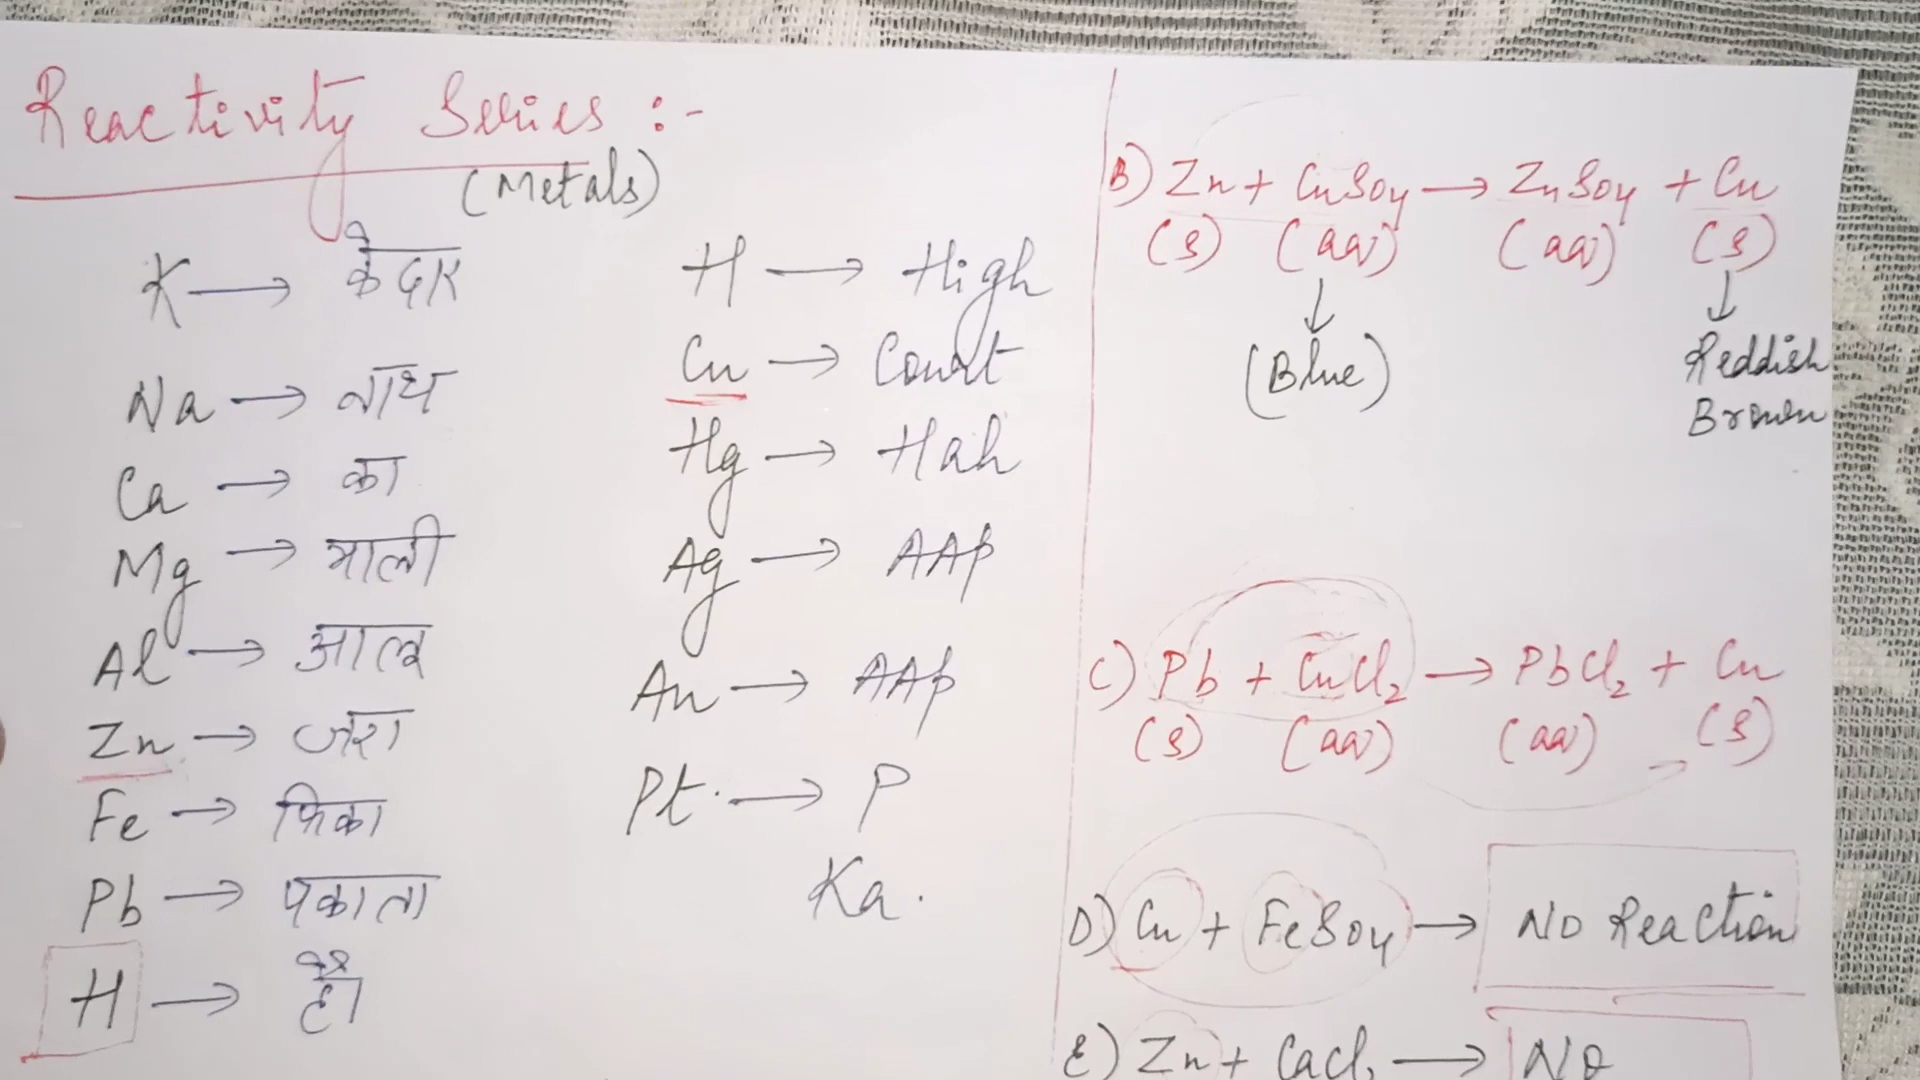 Reactivity Series :-
(Metals)
K → केदार
Na → नाथ
Ca → का
Mg → माली
Al → आलू
Zn → जरा
Fe → फिका
Pb → पकाता
H → है।
H → High
Cu → Court
Hg → Hah
Ag → AAp
Au → AAp
Pt. → P
Ka.
B) Zn + CuSO4 → ZnSO4 + Cu
(s) (aq) (aq) (s)
↓ ↓
(Blue) Reddish
Brown
C) Pb + CuCl2 → PbCl2 + Cu
(s) (aq) (aq) (s)
D) Cu + FeSO4 → No Reaction
E) Zn + CaCl2 → No